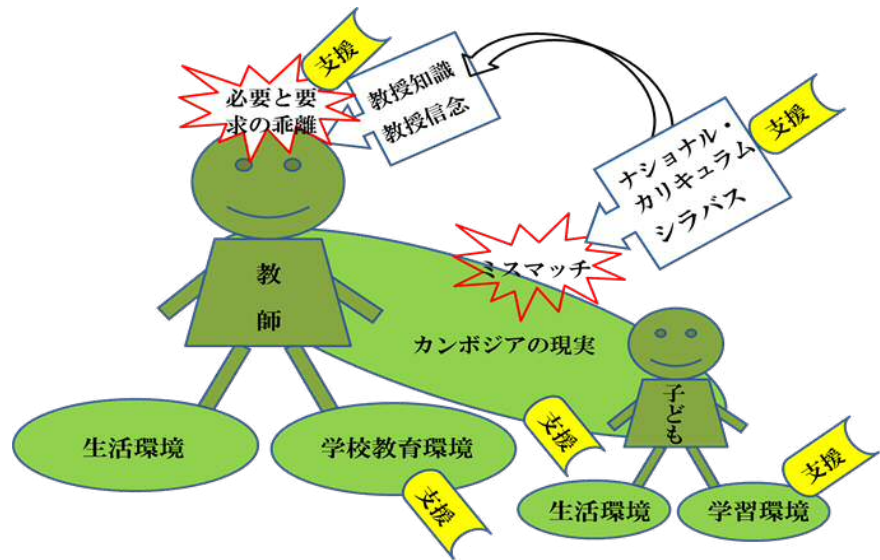 支援
必要と要
求の乖離
教授知識
教授信念
支援
ナショナル・
カリキュラム
シラバス
ミスマッチ
教
師
カンボジアの現実
子ども
生活環境
学校教育環境
支援
支援
支援
生活環境
学習環境